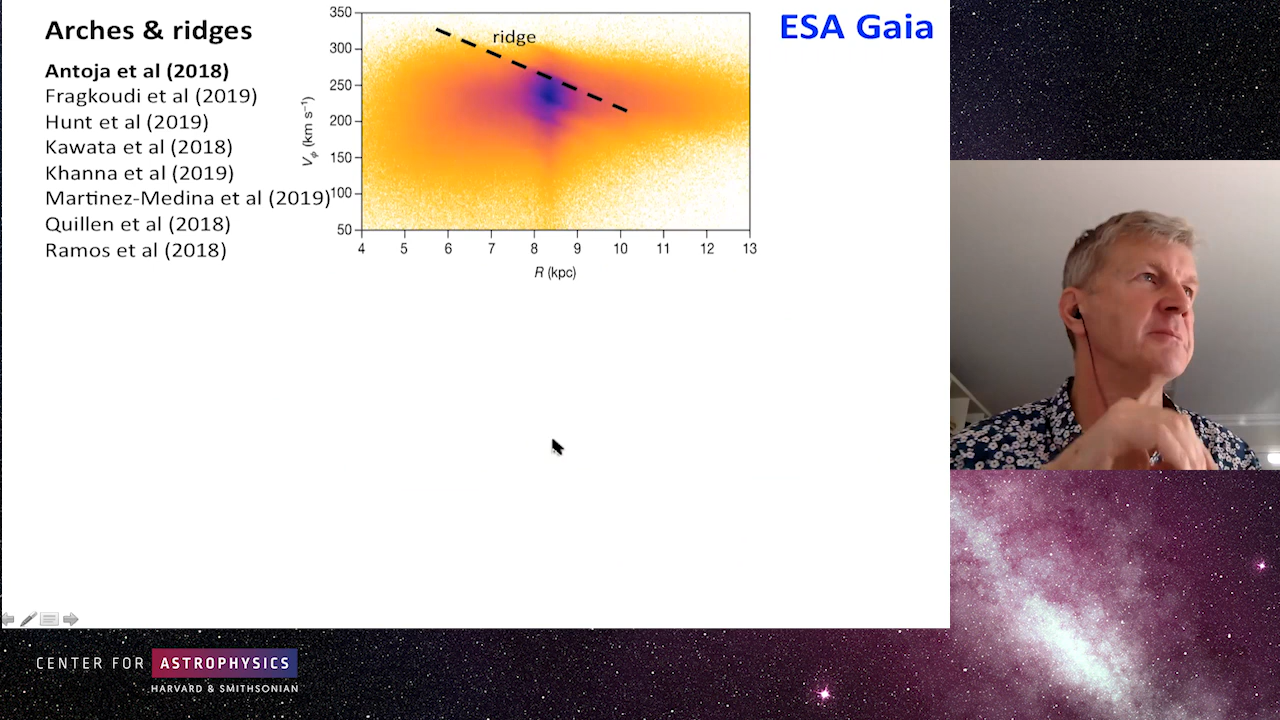 Arches & ridges
Antoja et al (2018)
Fragkoudi et al (2019)
Hunt et al (2019)
Kawata et al (2018)
Khanna et al (2019)
Martinez-Medina et al (2019)
Quillen et al (2018)
Ramos et al (2018)
ESA Gaia
ridge
350
300
250
200
150
100
50
Vφ (km s⁻¹)
4 5 6 7 8 9 10 11 12 13
R (kpc)
CENTER FOR ASTROPHYSICS
HARVARD & SMITHSONIAN